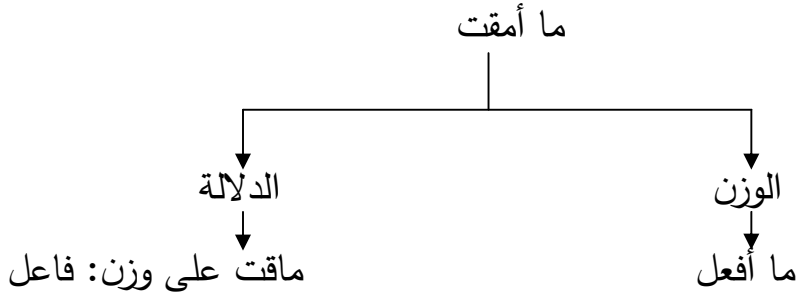 ما أمقت
الوزن
الدلالة
ما أفعل
ماقت على وزن: فاعل